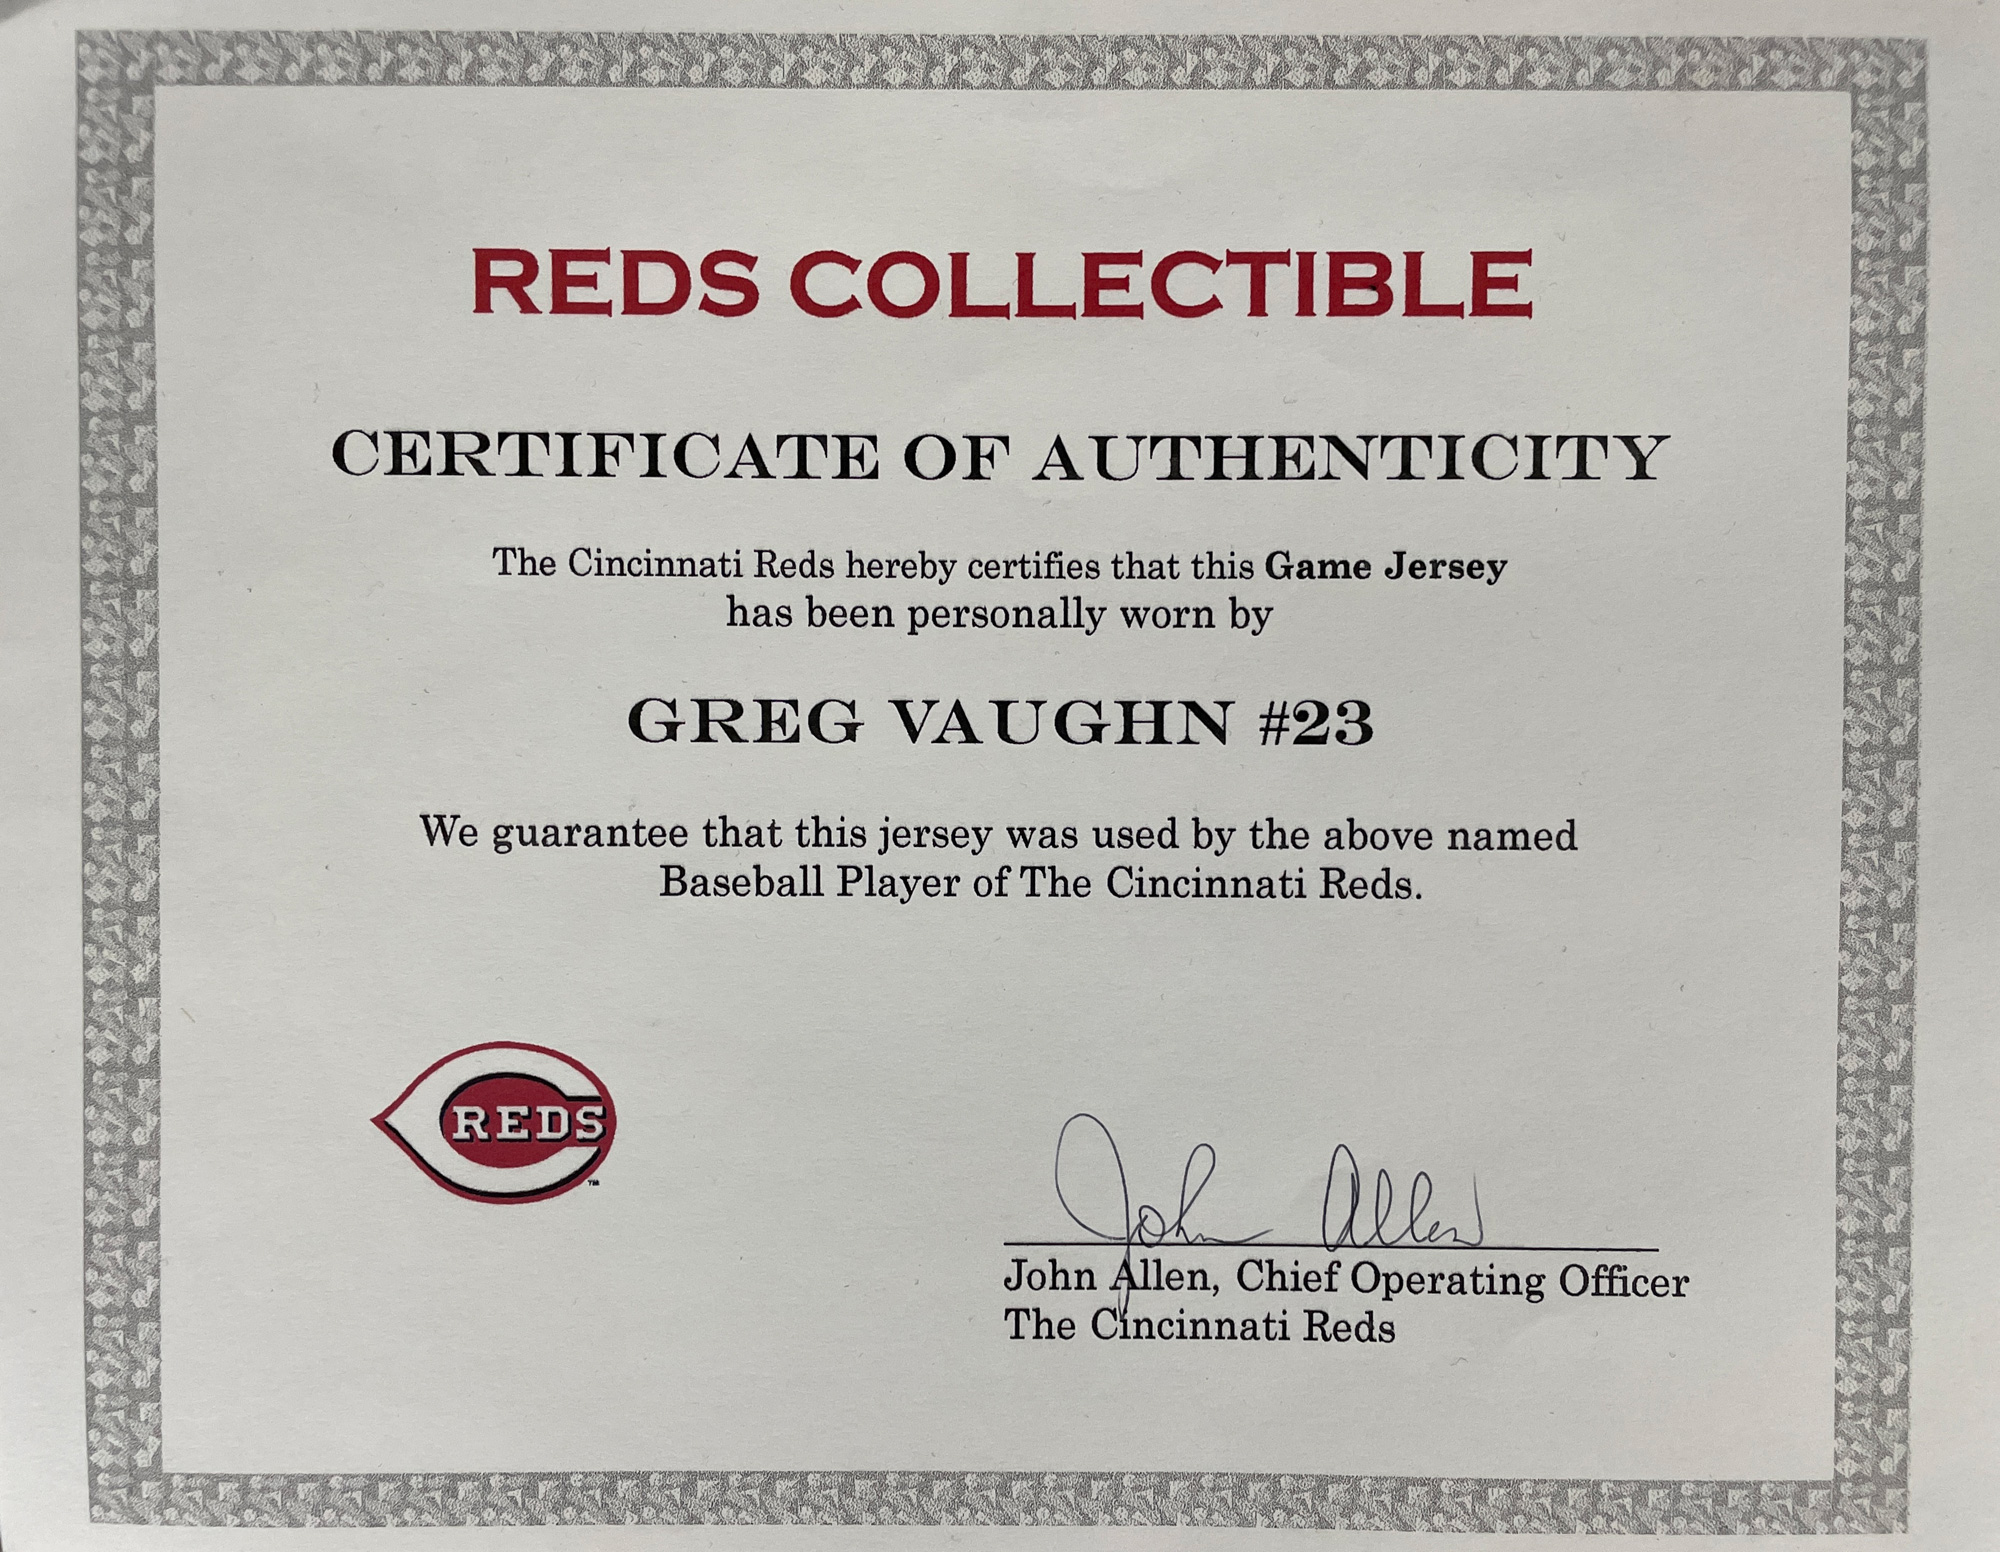 REDS COLLECTIBLE
CERTIFICATE OF AUTHENTICITY
The Cincinnati Reds hereby certifies that this Game Jersey
has been personally worn by
GREG VAUGHN #23
We guarantee that this jersey was used by the above named
Baseball Player of The Cincinnati Reds.
REDS
TM
John Allen
John Allen, Chief Operating Officer
The Cincinnati Reds